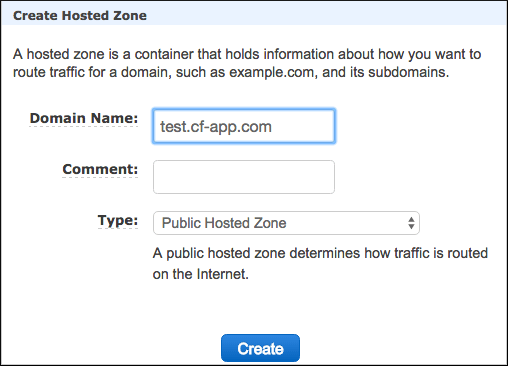 Create Hosted Zone
A hosted zone is a container that holds information about how you want to
route traffic for a domain, such as example.com, and its subdomains.
Domain Name: test.cf-app.com
Comment:
Type: Public Hosted Zone
A public hosted zone determines how traffic is routed
on the Internet.
Create